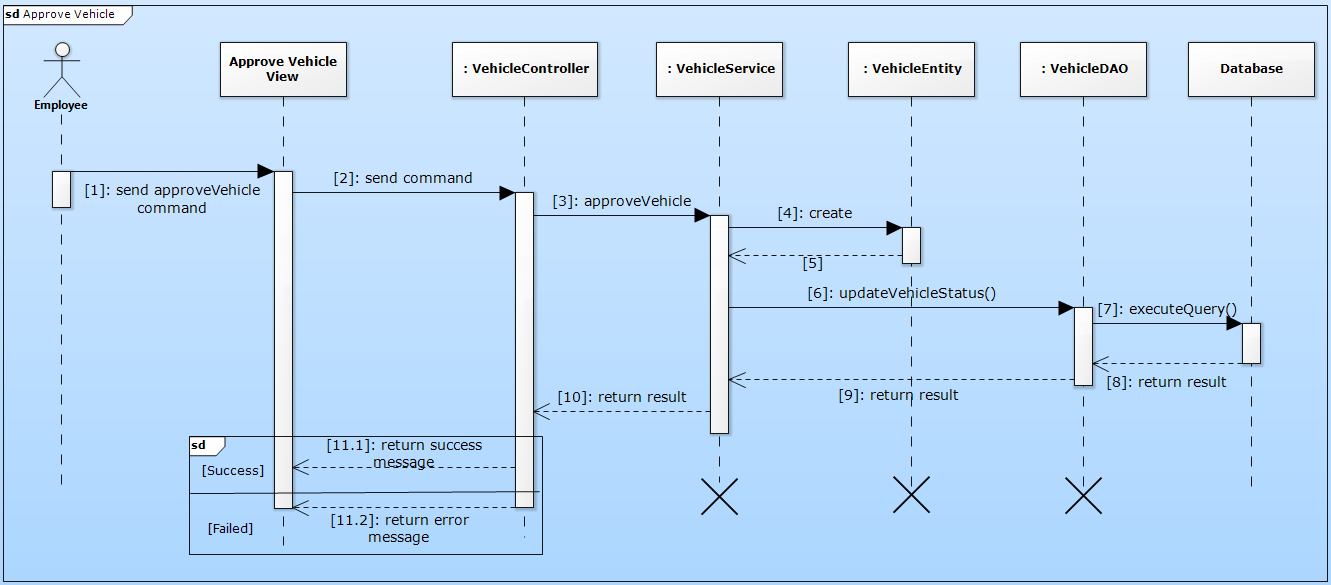 sd Approve Vehicle
Employee
Approve Vehicle
View
: VehicleController
: VehicleService
: VehicleEntity
: VehicleDAO
Database
[1]: send approveVehicle
command
[2]: send command
[3]: approveVehicle
[4]: create
[5]
[6]: updateVehicleStatus()
[7]: executeQuery()
[8]: return result
[9]: return result
[10]: return result
sd
[Success]
[11.1]: return success
message
[Failed]
[11.2]: return error
message